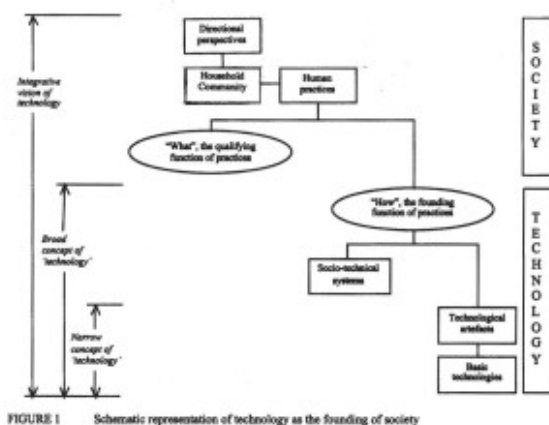 Directional
perspectives
Household
Community
Human
practices
Integrative
vision of
technology
"What", the qualifying
function of practices
"How", the founding
function of practices
Broad
concept of
'technology'
Socio-technical
systems
Technological
artefacts
Narrow
concept of
'technology'
Basic
technologies
SOCIETY
TECHNOLOGY
FIGURE 1 Schematic representation of technology as the founding of society